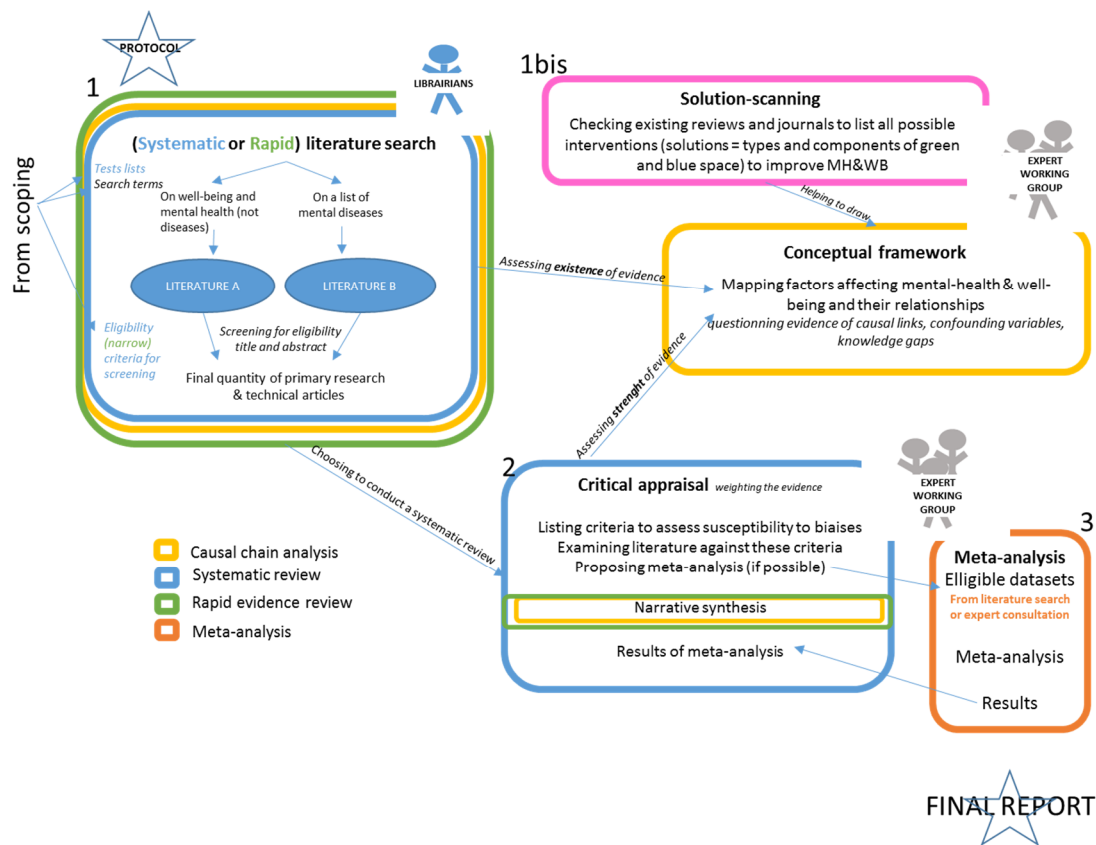 PROTOCOL
1
LIBRAIRIANS
From scoping
(Systematic or Rapid) literature search
Tests lists
Search terms
On well-being and
mental health (not
diseases)
On a list of
mental diseases
LITERATURE A
LITERATURE B
Screening for eligibility
title and abstract
Eligibility
(narrow)
criteria for
screening
Final quantity of primary research
& technical articles
1bis
Solution-scanning
Checking existing reviews and journals to list all possible
interventions (solutions = types and components of green
and blue space) to improve MH&WB
EXPERT
WORKING
GROUP
Helping to draw
Assessing existence of evidence
Conceptual framework
Mapping factors affecting mental-health & well-
being and their relationships
questionning evidence of causal links, confounding variables,
knowledge gaps
Assessing strenght of evidence
Choosing to conduct a systematic review
2
Critical appraisal weighting the evidence
Listing criteria to assess susceptibility to biaises
Examining literature against these criteria
Proposing meta-analysis (if possible)
Narrative synthesis
Results of meta-analysis
EXPERT
WORKING
GROUP
3
Meta-analysis
Elligible datasets
From literature search
or expert consultation
Meta-analysis
Results
Causal chain analysis
Systematic review
Rapid evidence review
Meta-analysis
FINAL REPORT